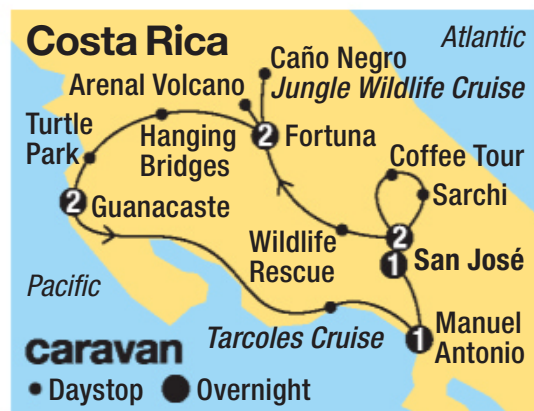 Costa Rica
Atlantic
Caño Negro
Jungle Wildlife Cruise
Arenal Volcano
Turtle
Park
Hanging
Bridges
2 Fortuna
Coffee Tour
Sarchi
2 Guanacaste
Wildlife
Rescue
2
1 San José
Pacific
Tarcoles Cruise
1 Manuel
Antonio
caravan
Daystop
Overnight